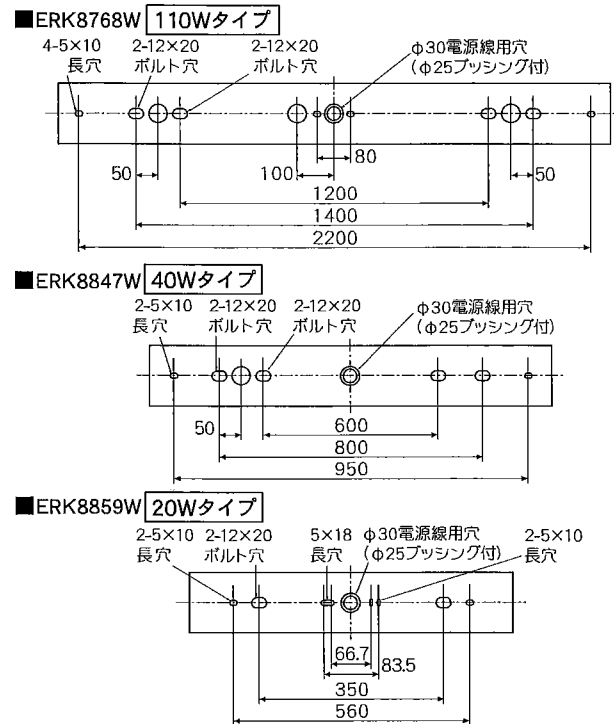 ■ERK8768W 110Wタイプ
4-5×10 2-12×20 2-12×20 φ30電源線用穴
長穴 ボルト穴 ボルト穴 (φ25ブッシング付)
80
50 100 50
1200
1400
2200
■ERK8847W 40Wタイプ
2-5×10 2-12×20 2-12×20 φ30電源線用穴
長穴 ボルト穴 ボルト穴 (φ25ブッシング付)
50 600
800
950
■ERK8859W 20Wタイプ
2-5×10 2-12×20 5×18 φ30電源線用穴 2-5×10
長穴 ボルト穴 長穴 (φ25ブッシング付) 長穴
66.7
83.5
350
560